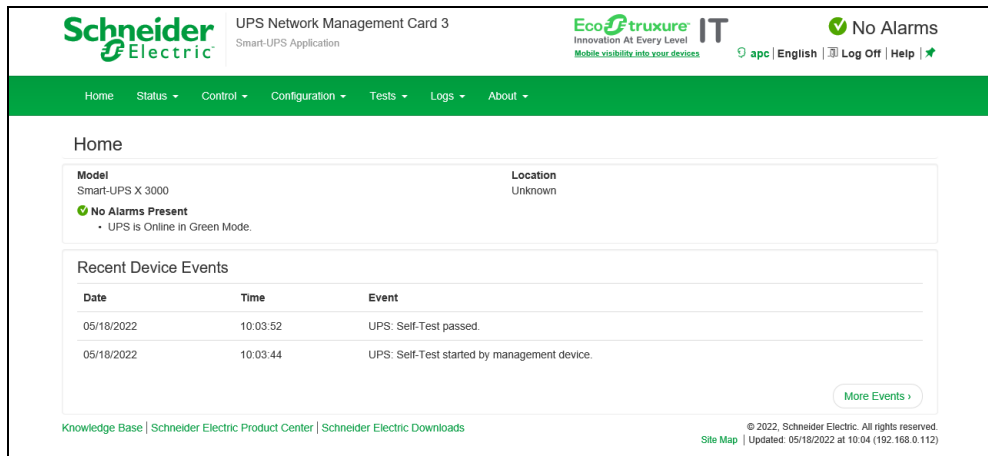 Schneider Electric
UPS Network Management Card 3
Smart-UPS Application
EcoStruxure IT
Innovation At Every Level
Mobile visibility into your devices
No Alarms
apc | English | Log Off | Help |
Home Status Control Configuration Tests Logs About
Home
Model Location
Smart-UPS X 3000 Unknown
No Alarms Present
• UPS is Online in Green Mode.
Recent Device Events
Date Time Event
05/18/2022 10:03:52 UPS: Self-Test passed.
05/18/2022 10:03:44 UPS: Self-Test started by management device.
More Events ›
Knowledge Base | Schneider Electric Product Center | Schneider Electric Downloads
© 2022, Schneider Electric. All rights reserved.
Site Map | Updated: 05/18/2022 at 10:04 (192.168.0.112)